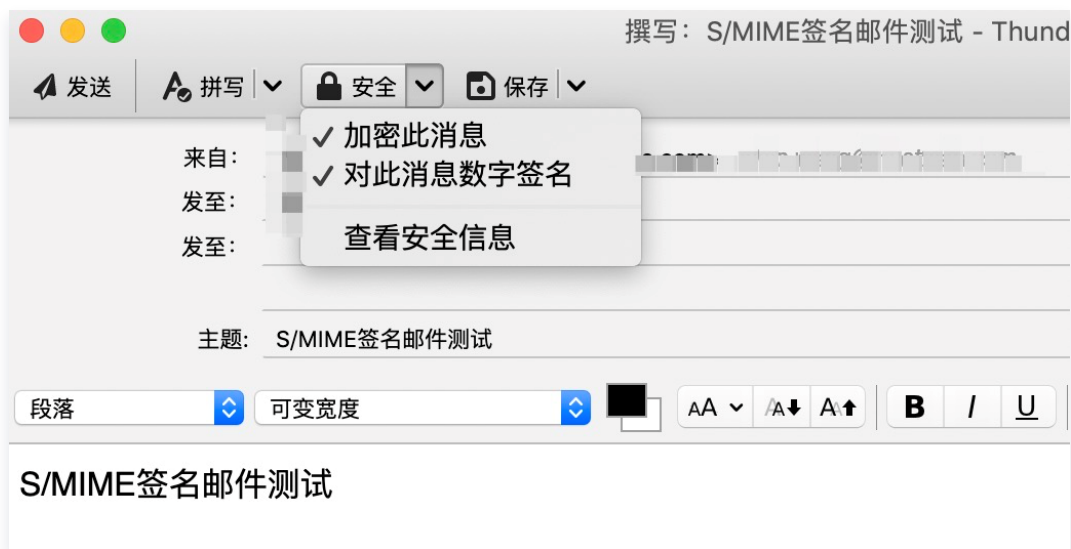 撰写：S/MIME签名邮件测试 - Thund
发送 拼写 安全 保存
加密此消息
来自：
对此消息数字签名
发至：
查看安全信息
发至：
主题: S/MIME签名邮件测试
段落 可变宽度 AA AA AA B I U
S/MIME签名邮件测试